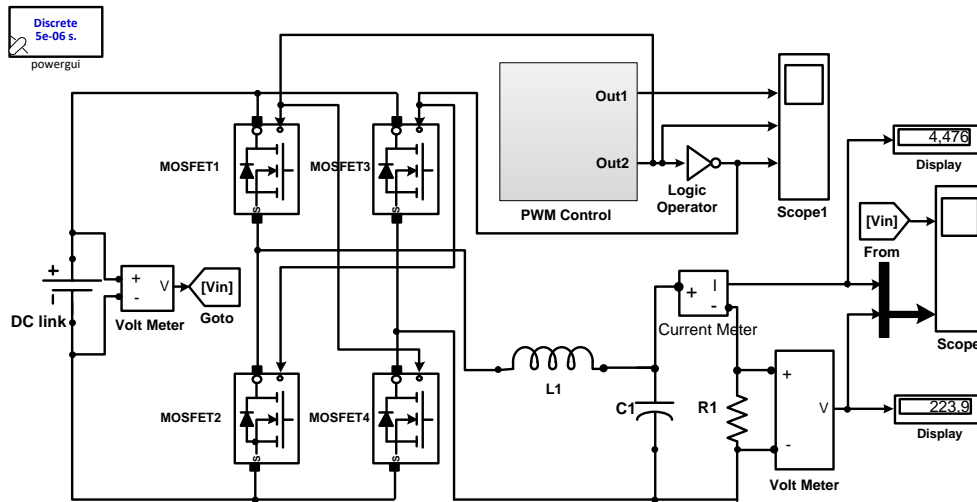 Discrete
5e-06 s.
powergui
Out1
Out2
PWM Control
Logic
Operator
Scope1
4,476
Display
MOSFET1
MOSFET3
s
s
[Vin]
From
Scope
+
-
DC link
+
-
V
Volt Meter
[Vin]
Goto
+
I
-
Current Meter
L1
C1
R1
+
-
V
Volt Meter
223,9
Display
MOSFET2
MOSFET4
s
s